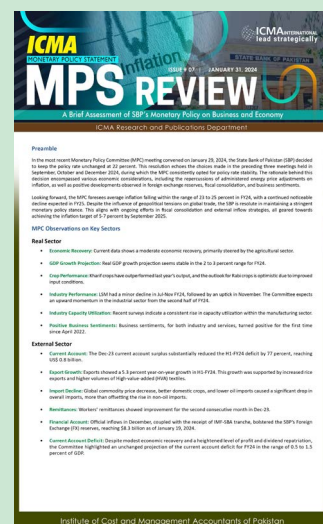 ICMA
MONETARY POLICY STATEMENT
MPS REVIEW
ICMA INTERNATIONAL
lead strategically
inflation
STATE BANK OF PAKISTAN
ISSUE # 07 | JANUARY 31, 2024
A Brief Assessment of SBP's Monetary Policy on Business and Economy
ICMA Research and Publications Department
Preamble
In the most recent Monetary Policy Committee (MPC) meeting convened on January 29, 2024, the State Bank of Pakistan (SBP) decided
to keep the policy rate unchanged at 22 percent. This resolution echoes the choices made in the preceding three meetings held in
September, October and December 2024, during which the MPC consistently opted for policy rate stability. The rationale behind this
decision encompassed various economic considerations, including the repercussions of administered energy price adjustments on
inflation, as well as positive developments observed in foreign exchange reserves, fiscal consolidation, and business sentiments.
Looking forward, the MPC foresees average inflation falling within the range of 23 to 25 percent in FY24, with a continued noticeable
decline expected in FY25. Despite the influence of geopolitical tensions on global trade, the SBP is resolute in maintaining a stringent
monetary policy stance. This aligns with ongoing efforts in fiscal consolidation and external inflow strategies, all geared towards
achieving the inflation target of 5-7 percent by September 2025.
MPC Observations on Key Sectors
Real Sector
• Economic Recovery: Current data shows a moderate economic recovery, primarily steered by the agricultural sector.
• GDP Growth Projection: Real GDP growth projection seems stable in the 2 to 3 percent range for FY24.
• Crop Performance: Kharif crops have outperformed last year's output, and the outlook for Rabi crops is optimistic due to improved
input conditions.
• Industry Performance: LSM had a minor decline in Jul-Nov FY24, followed by an uptick in November. The Committee expects
an upward momentum in the industrial sector from the second half of FY24.
• Industry Capacity Utilization: Recent surveys indicate a consistent rise in capacity utilization within the manufacturing sector.
• Positive Business Sentiments: Business sentiments, for both industry and services, turned positive for the first time
since April 2022.
External Sector
• Current Account: The Dec-23 current account surplus substantially reduced the H1-FY24 deficit by 77 percent, reaching
US$ 0.8 billion.
• Export Growth: Exports showed a 5.3 percent year-on-year growth in H1-FY24. This growth was supported by increased rice
exports and higher volumes of High-value-added (HVA) textiles.
• Import Decline: Global commodity price decrease, better domestic crops, and lower oil imports caused a significant drop in
overall imports, more than offsetting the rise in non-oil imports.
• Remittances: Workers' remittances showed improvement for the second consecutive month in Dec-23.
• Financial Account: Official inflows in December, coupled with the receipt of IMF-SBA tranche, bolstered the SBP's Foreign
Exchange (FX) reserves, reaching $8.3 billion as of January 19, 2024.
• Current Account Deficit: Despite modest economic recovery and a heightened level of profit and dividend repatriation,
the Committee highlighted an unchanged projection of the current account deficit for FY24 in the range of 0.5 to 1.5
percent of GDP.
Institute of Cost and Management Accountants of Pakistan